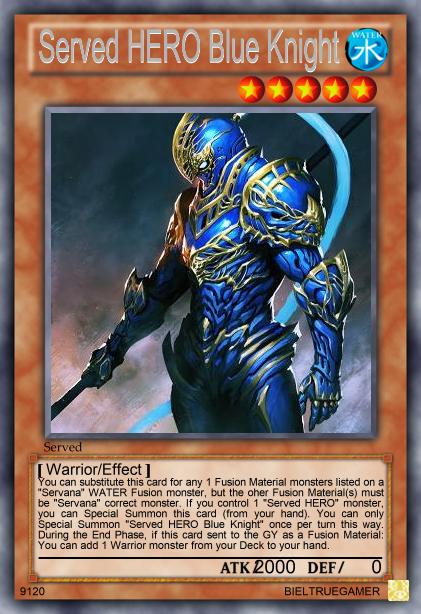 Served HERO Blue Knight
WATER
水
Served
[ Warrior/Effect ]
You can substitute this card for any 1 Fusion Material monsters listed on a
"Servana" WATER Fusion monster, but the oher Fusion Material(s) must
be "Servana" correct monster. If you control 1 "Served HERO" monster,
you can Special Summon this card (from your hand). You can only
Special Summon "Served HERO Blue Knight" once per turn this way.
During the End Phase, if this card sent to the GY as a Fusion Material:
You can add 1 Warrior monster from your Deck to your hand.
ATK/2000 DEF/ 0
9120 BIELTRUEGAMER